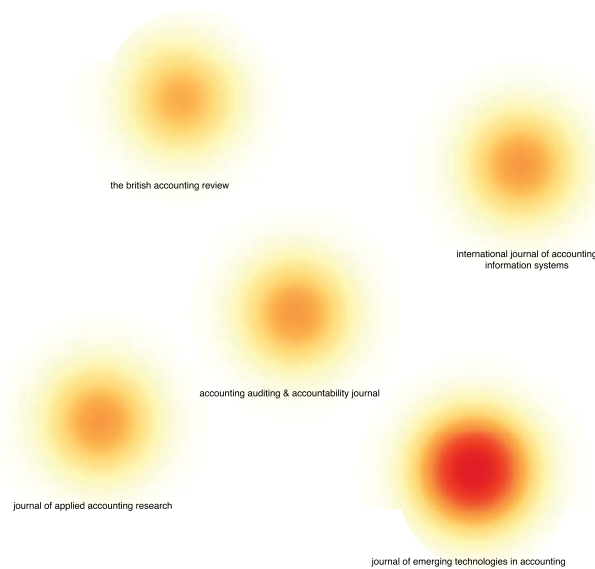 the british accounting review
international journal of accounting
information systems
accounting auditing & accountability journal
journal of applied accounting research
journal of emerging technologies in accounting